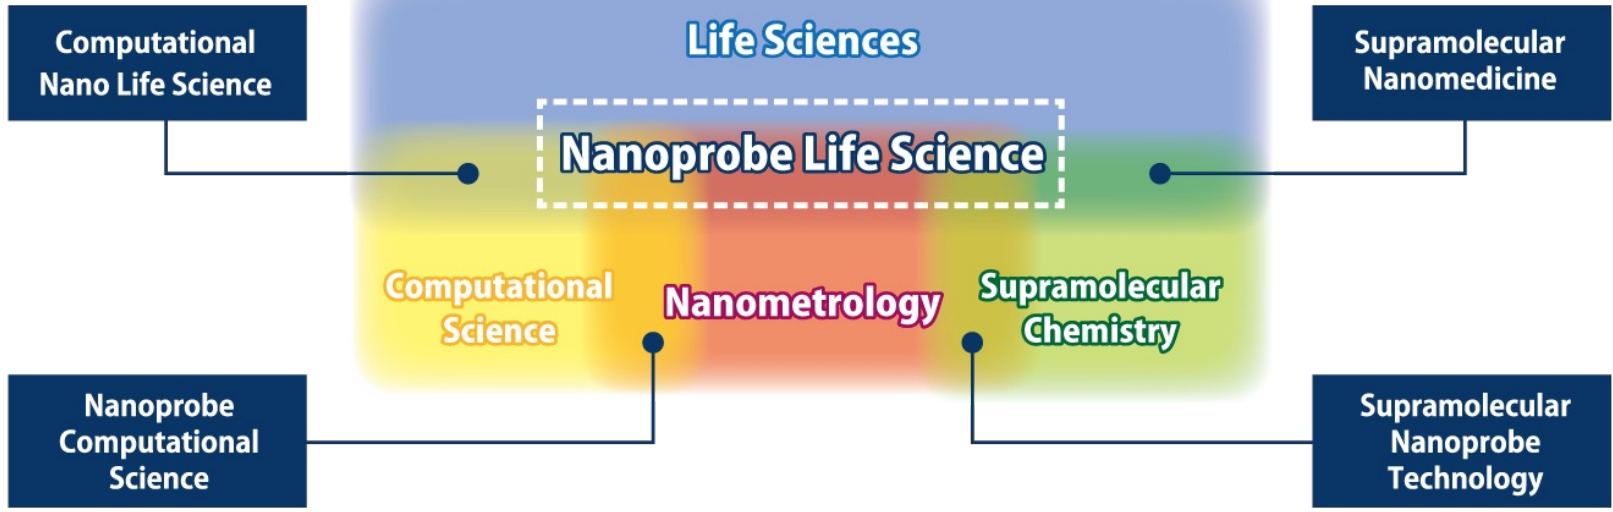 Computational
Nano Life Science
Life Sciences
Supramolecular
Nanomedicine
Nanoprobe Life Science
Computational
Science
Nanometrology
Supramolecular
Chemistry
Nanoprobe
Computational
Science
Supramolecular
Nanoprobe
Technology